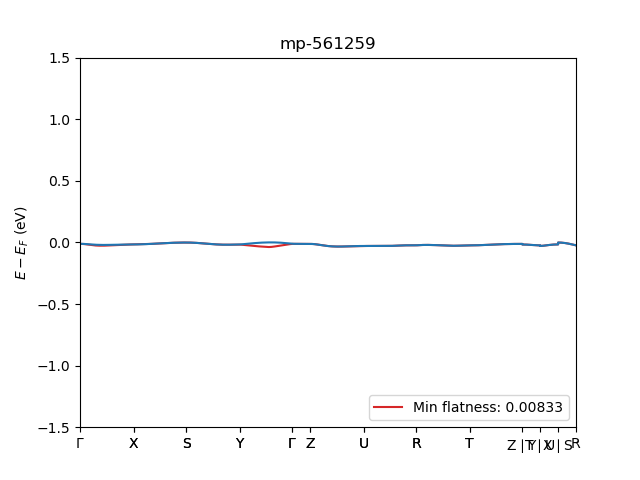 mp-561259
1.5
1.0
0.5
0.0
−0.5
−1.0
−1.5
E − E_F (eV)
Min flatness: 0.00833
Γ X S Y Γ Z U R T Z | T Y | X U | S R